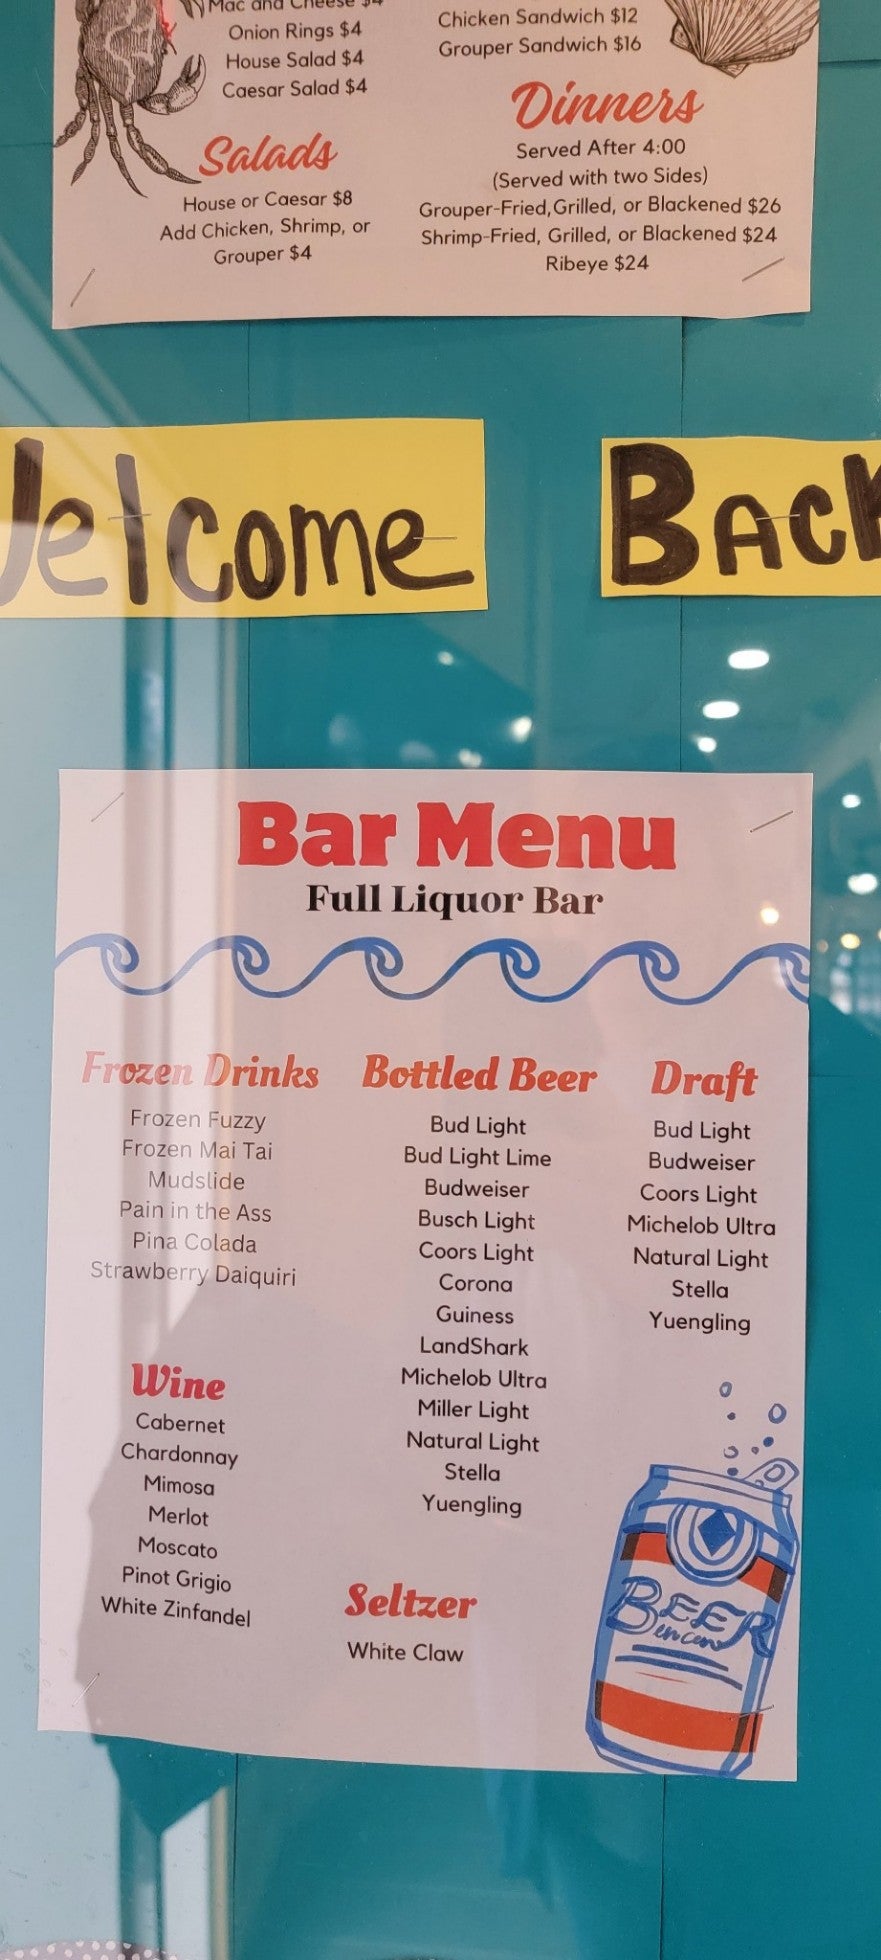 Mac and Cheese $4
Onion Rings $4
House Salad $4
Caesar Salad $4
Salads
House or Caesar $8
Add Chicken, Shrimp, or
Grouper $4
Chicken Sandwich $12
Grouper Sandwich $16
Dinners
Served After 4:00
(Served with two Sides)
Grouper-Fried,Grilled, or Blackened $26
Shrimp-Fried, Grilled, or Blackened $24
Ribeye $24
Welcome Back
Bar Menu
Full Liquor Bar
Frozen Drinks
Frozen Fuzzy
Frozen Mai Tai
Mudslide
Pain in the Ass
Pina Colada
Strawberry Daiquiri
Wine
Cabernet
Chardonnay
Mimosa
Merlot
Moscato
Pinot Grigio
White Zinfandel
Bottled Beer
Bud Light
Bud Light Lime
Budweiser
Busch Light
Coors Light
Corona
Guiness
LandShark
Michelob Ultra
Miller Light
Natural Light
Stella
Yuengling
Seltzer
White Claw
Draft
Bud Light
Budweiser
Coors Light
Michelob Ultra
Natural Light
Stella
Yuengling
BEER